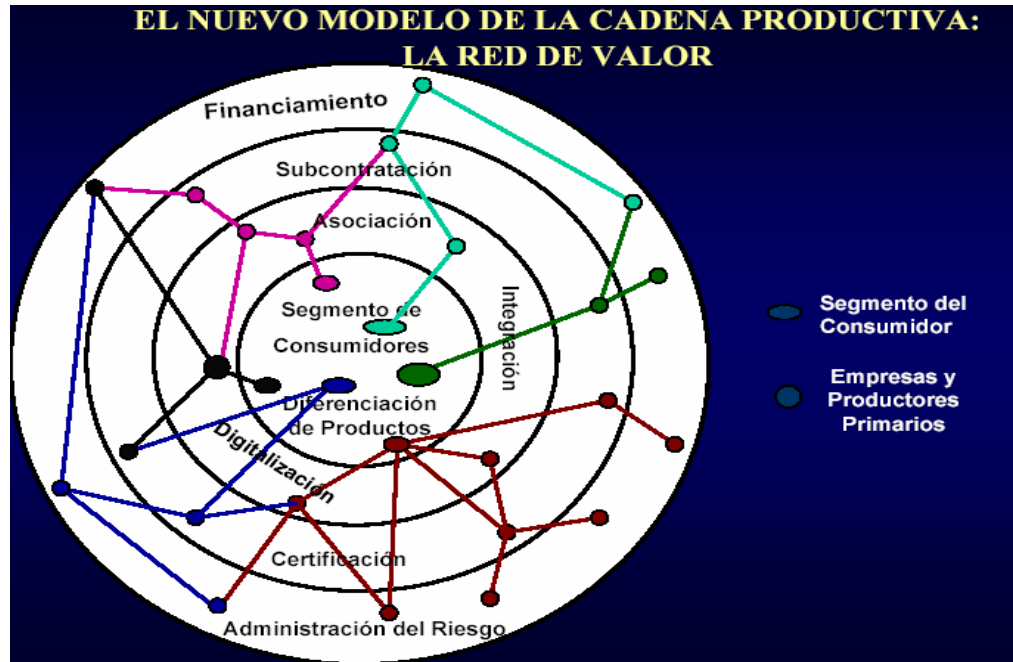 EL NUEVO MODELO DE LA CADENA PRODUCTIVA:
LA RED DE VALOR
Financiamiento
Subcontratación
Asociación
Integración
Segmento de
Consumidores
Diferenciación
de Productos
Digitalización
Certificación
Administración del Riesgo
Segmento del
Consumidor
Empresas y
Productores
Primarios